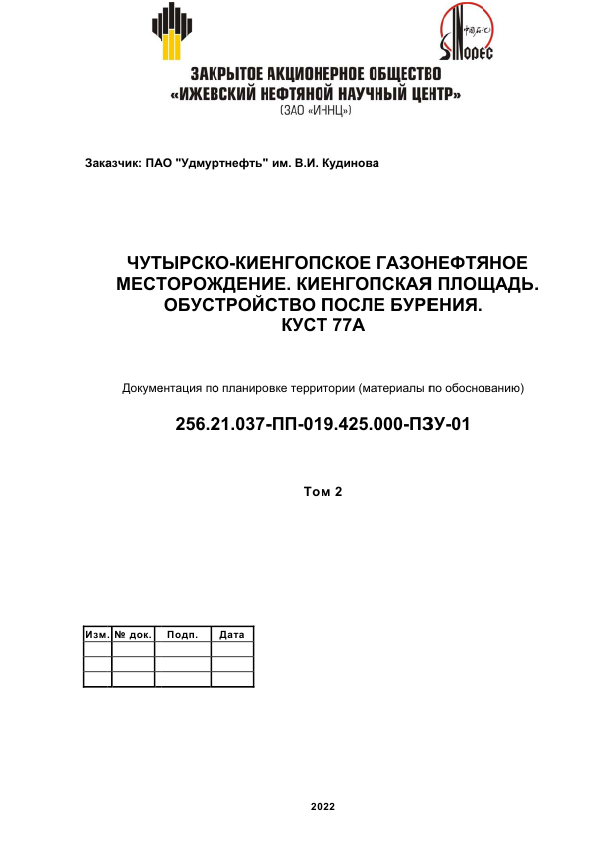 中国石化
SINOPEC
ЗАКРЫТОЕ АКЦИОНЕРНОЕ ОБЩЕСТВО
«ИЖЕВСКИЙ НЕФТЯНОЙ НАУЧНЫЙ ЦЕНТР»
(ЗАО «ИННЦ»)
Заказчик: ПАО "Удмуртнефть" им. В.И. Кудинова
ЧУТЫРСКО-КИЕНГОПСКОЕ ГАЗОНЕФТЯНОЕ
МЕСТОРОЖДЕНИЕ. КИЕНГОПСКАЯ ПЛОЩАДЬ.
ОБУСТРОЙСТВО ПОСЛЕ БУРЕНИЯ.
КУСТ 77А
Документация по планировке территории (материалы по обоснованию)
256.21.037-ПП-019.425.000-ПЗУ-01
Том 2
Изм. № док. Подп. Дата
2022